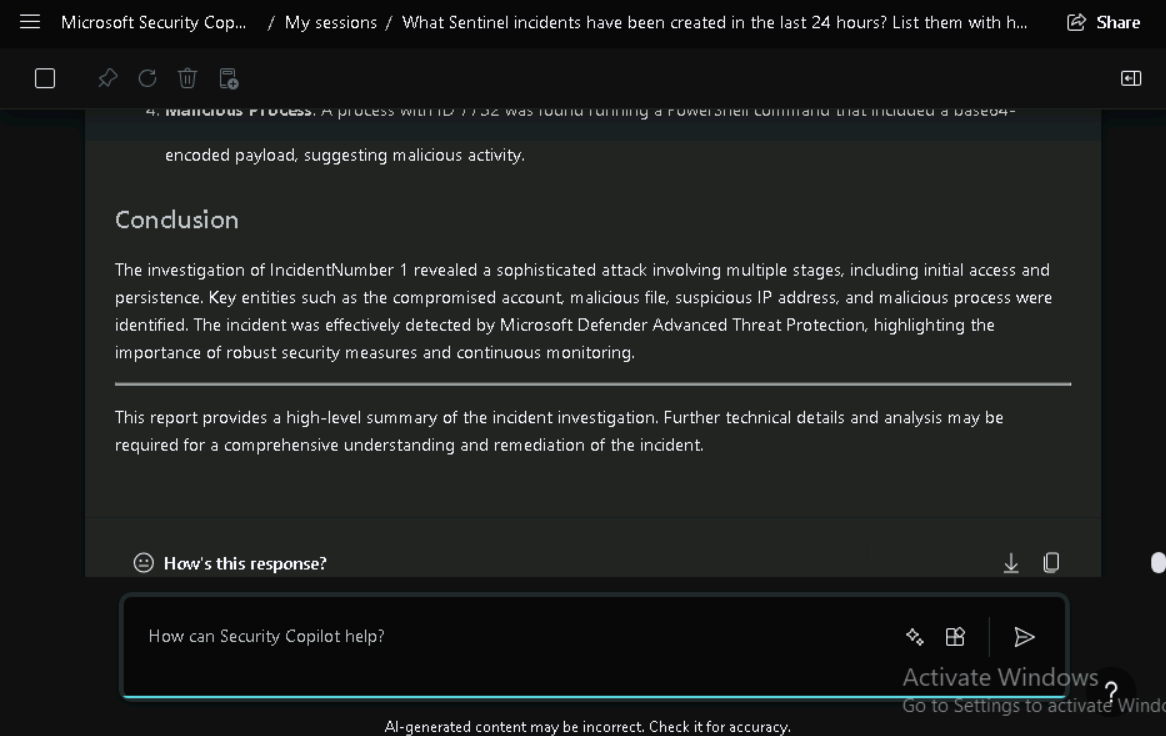 Microsoft Security Cop... / My sessions / What Sentinel incidents have been created in the last 24 hours? List them with h... Share
4. Malicious Process: A process with ID 7752 was found running a PowerShell command that included a base64-
encoded payload, suggesting malicious activity.
Conclusion
The investigation of IncidentNumber 1 revealed a sophisticated attack involving multiple stages, including initial access and
persistence. Key entities such as the compromised account, malicious file, suspicious IP address, and malicious process were
identified. The incident was effectively detected by Microsoft Defender Advanced Threat Protection, highlighting the
importance of robust security measures and continuous monitoring.
This report provides a high-level summary of the incident investigation. Further technical details and analysis may be
required for a comprehensive understanding and remediation of the incident.
How's this response?
How can Security Copilot help?
Activate Windows
Go to Settings to activate Windo
?
AI-generated content may be incorrect. Check it for accuracy.